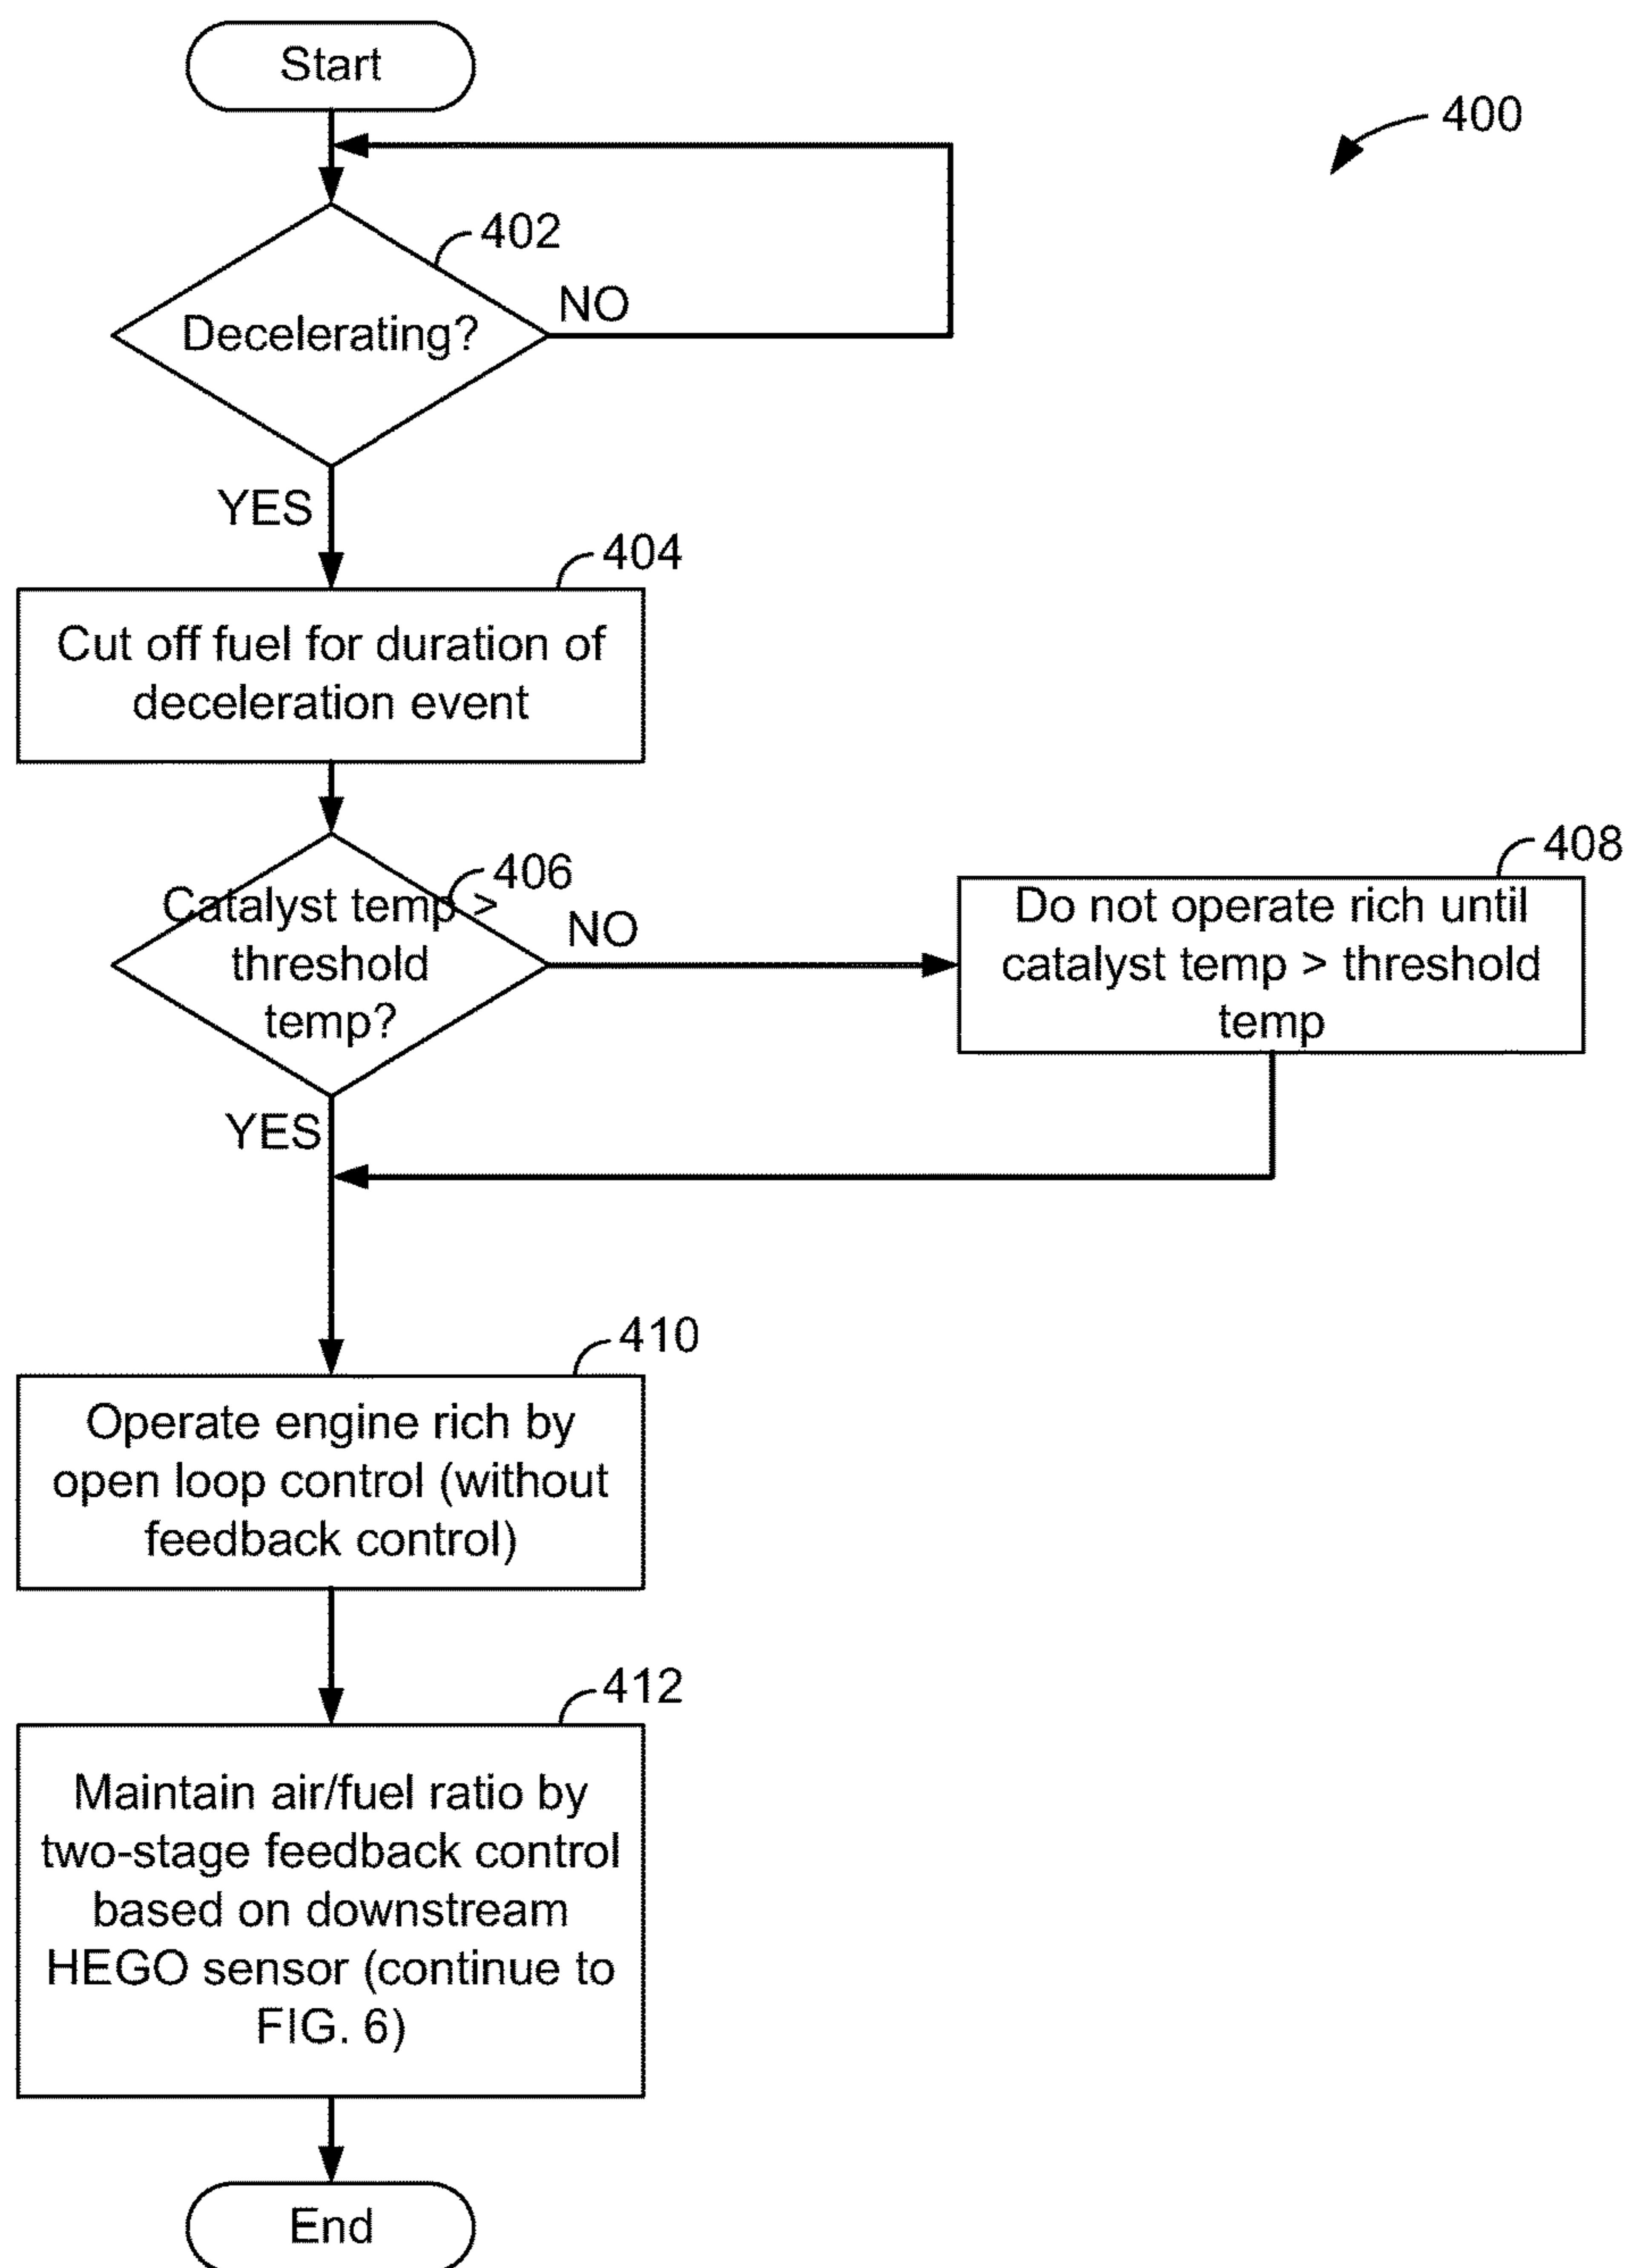 Start
400
402
Decelerating?
NO
YES
404
Cut off fuel for duration of
deceleration event
406
Catalyst temp >
threshold
temp?
NO
408
Do not operate rich until
catalyst temp > threshold
temp
YES
410
Operate engine rich by
open loop control (without
feedback control)
412
Maintain air/fuel ratio by
two-stage feedback control
based on downstream
HEGO sensor (continue to
FIG. 6)
End